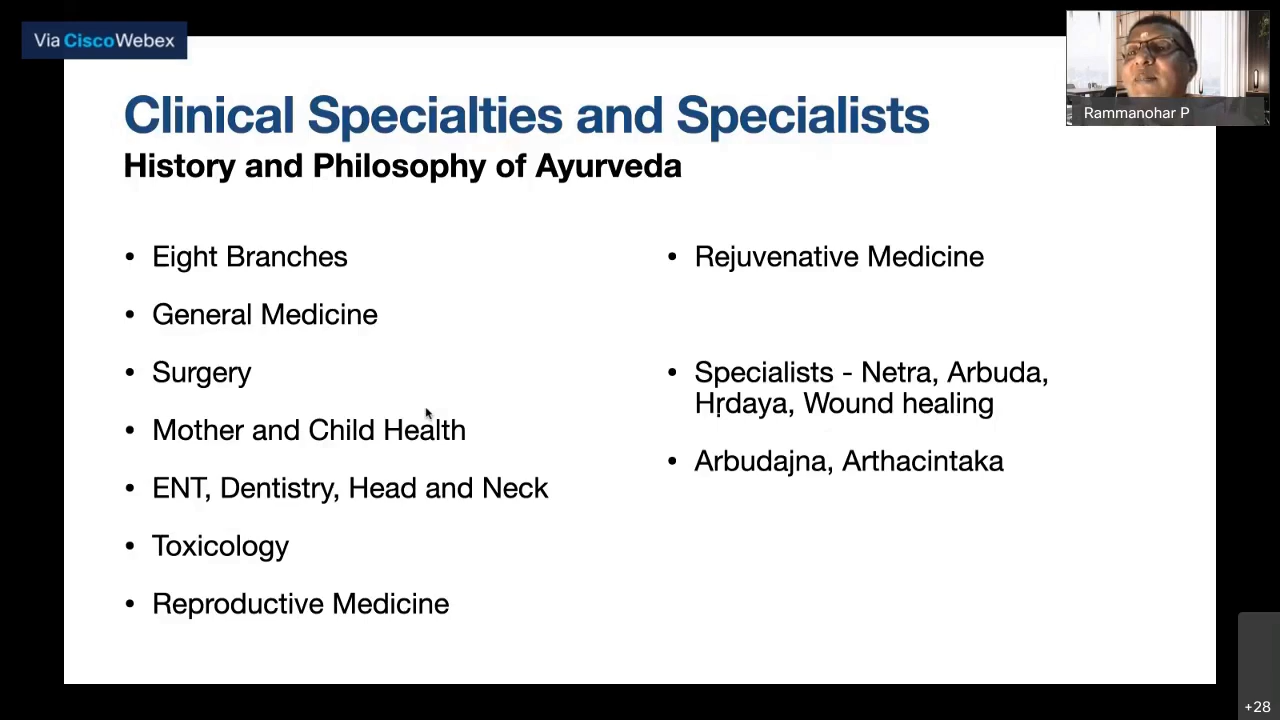 Via CiscoWebex
Rammanohar P
Clinical Specialties and Specialists
History and Philosophy of Ayurveda
• Eight Branches
• General Medicine
• Surgery
• Mother and Child Health
• ENT, Dentistry, Head and Neck
• Toxicology
• Reproductive Medicine
• Rejuvenative Medicine
• Specialists - Netra, Arbuda,
Hṛdaya, Wound healing
• Arbudajna, Arthacintaka
+28